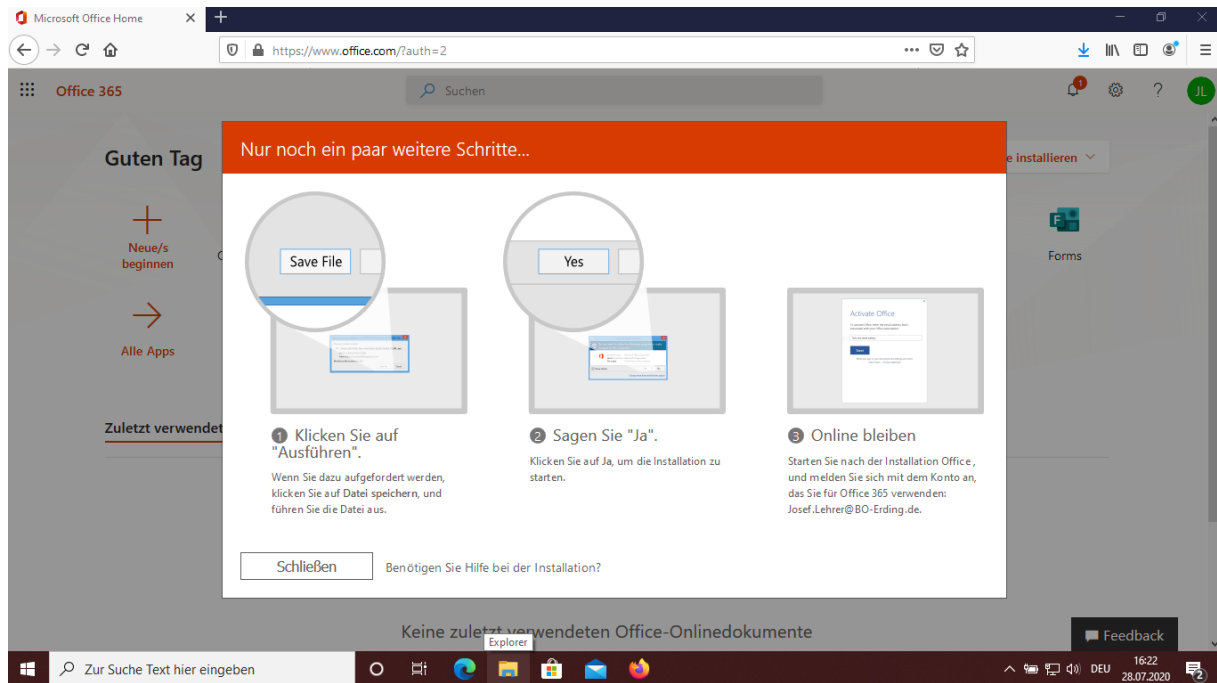 Microsoft Office Home
https://www.office.com/?auth=2
Office 365
Suchen
1
?
JL
Guten Tag
e installieren
Nur noch ein paar weitere Schritte...
Neue/s
beginnen
Forms
Alle Apps
Zuletzt verwendet
Save File
Yes
Activate Office
1 Klicken Sie auf
"Ausführen".
Wenn Sie dazu aufgefordert werden,
klicken Sie auf Datei speichern, und
führen Sie die Datei aus.
2 Sagen Sie "Ja".
Klicken Sie auf Ja, um die Installation zu
starten.
3 Online bleiben
Starten Sie nach der Installation Office,
und melden Sie sich mit dem Konto an,
das Sie für Office 365 verwenden:
Josef.Lehrer@BO-Erding.de.
Schließen
Benötigen Sie Hilfe bei der Installation?
Keine zuletzt verwendeten Office-Onlinedokumente
Explorer
Feedback
Zur Suche Text hier eingeben
DEU
16:22
28.07.2020
2